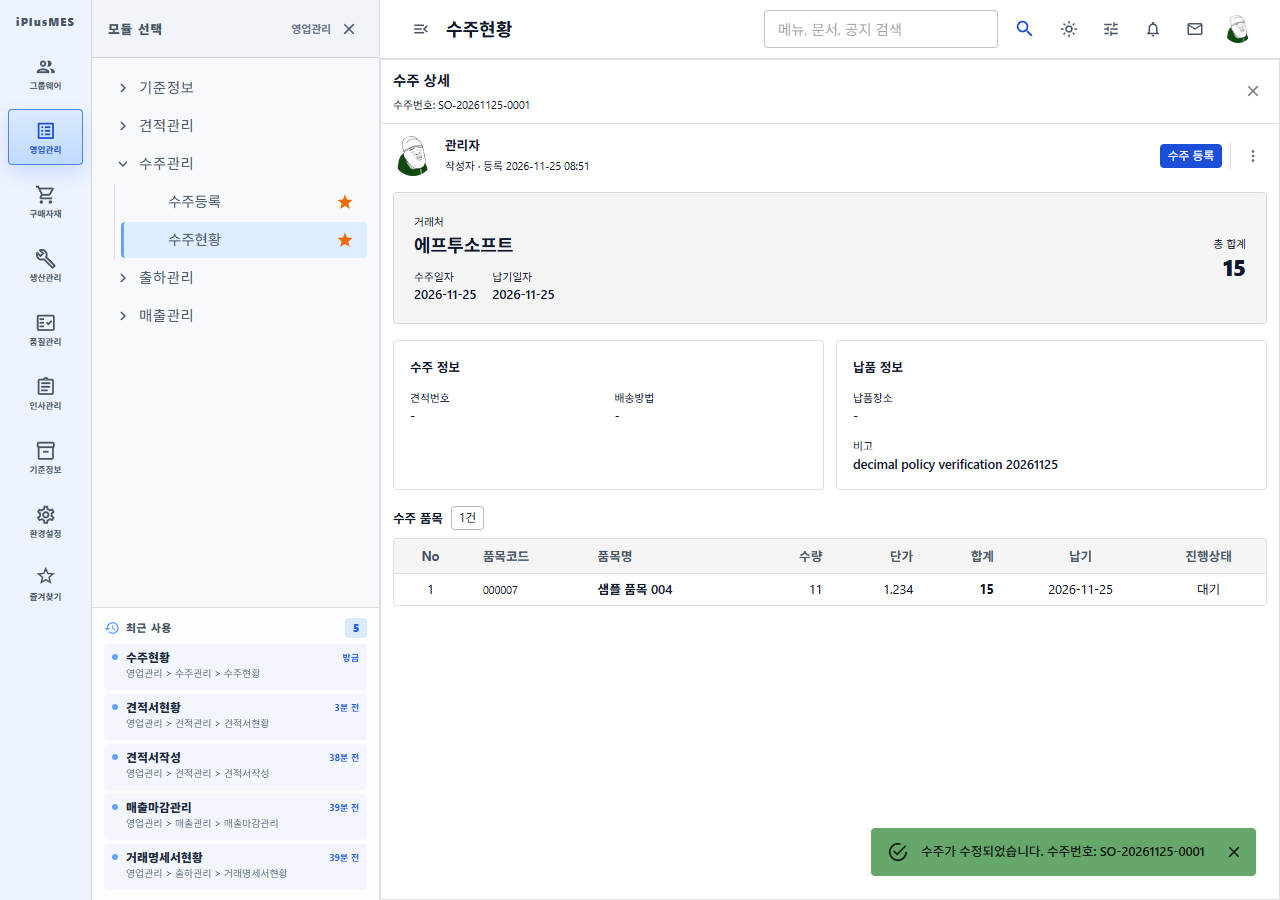 iPlusMES
그룹웨어
영업관리
구매자재
생산관리
품질관리
인사관리
기준정보
환경설정
즐겨찾기
모듈 선택 영업관리
기준정보
견적관리
수주관리
수주등록
수주현황
출하관리
매출관리
최근 사용 5
수주현황 방금
영업관리 > 수주관리 > 수주현황
견적서현황 3분 전
영업관리 > 견적관리 > 견적서현황
견적서작성 38분 전
영업관리 > 견적관리 > 견적서작성
매출마감관리 39분 전
영업관리 > 매출관리 > 매출마감관리
거래명세서현황 39분 전
영업관리 > 출하관리 > 거래명세서현황
수주현황 메뉴, 문서, 공지 검색
수주 상세
수주번호: SO-20261125-0001
관리자
작성자 · 등록 2026-11-25 08:51
수주 등록
거래처
에프투소프트
수주일자 납기일자
2026-11-25 2026-11-25
총 합계
15
수주 정보
견적번호 배송방법
- -
납품 정보
납품장소
-
비고
decimal policy verification 20261125
수주 품목 1건
No 품목코드 품목명 수량 단가 합계 납기 진행상태
1 000007 샘플 품목 004 11 1.234 15 2026-11-25 대기
수주가 수정되었습니다. 수주번호: SO-20261125-0001